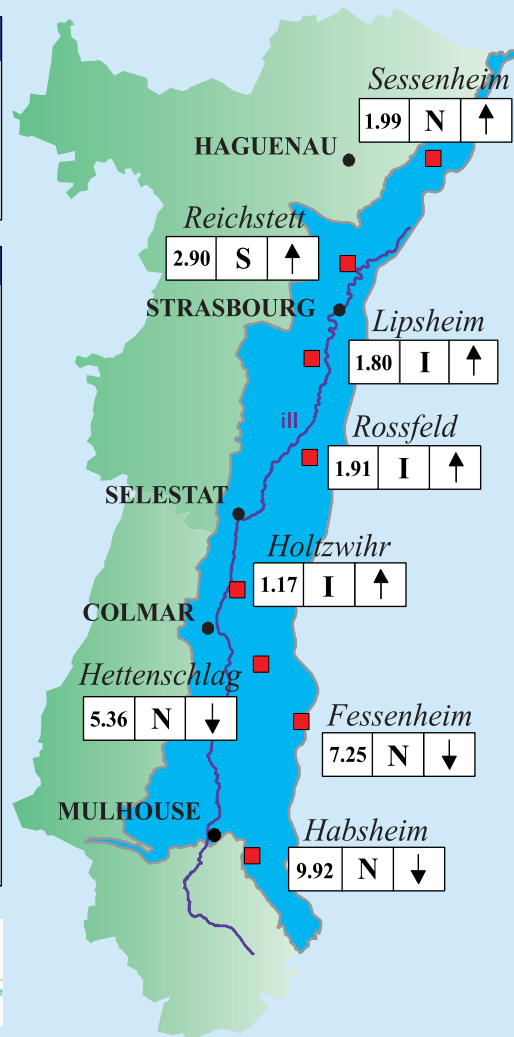 Sessenheim
1.99 N ↑
HAGUENAU
Reichstett
2.90 S ↑
STRASBOURG
Lipsheim
1.80 I ↑
ill
Rossfeld
1.91 I ↑
SELESTAT
Holtzwihr
1.17 I ↑
COLMAR
Hettenschlag
5.36 N ↓
Fessenheim
7.25 N ↓
MULHOUSE
Habsheim
9.92 N ↓
e